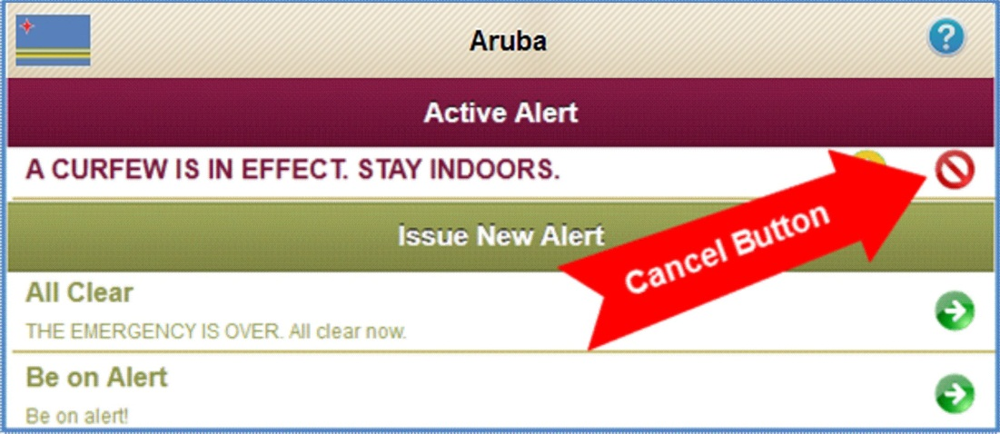 Aruba
?
Active Alert
A CURFEW IS IN EFFECT. STAY INDOORS.
Cancel Button
Issue New Alert
All Clear
THE EMERGENCY IS OVER. All clear now.
Be on Alert
Be on alert!